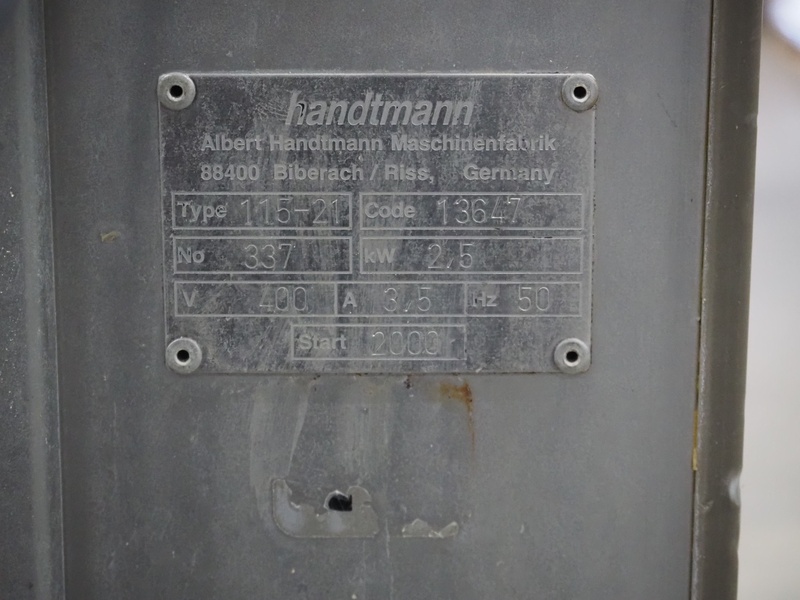 handtmann
Albert Handtmann Maschinenfabrik
88400 Biberach / Riss, Germany
Type 115-21 Code 13647
No 337 kW 2,5
V 400 A 3,5 Hz 50
Start 2000